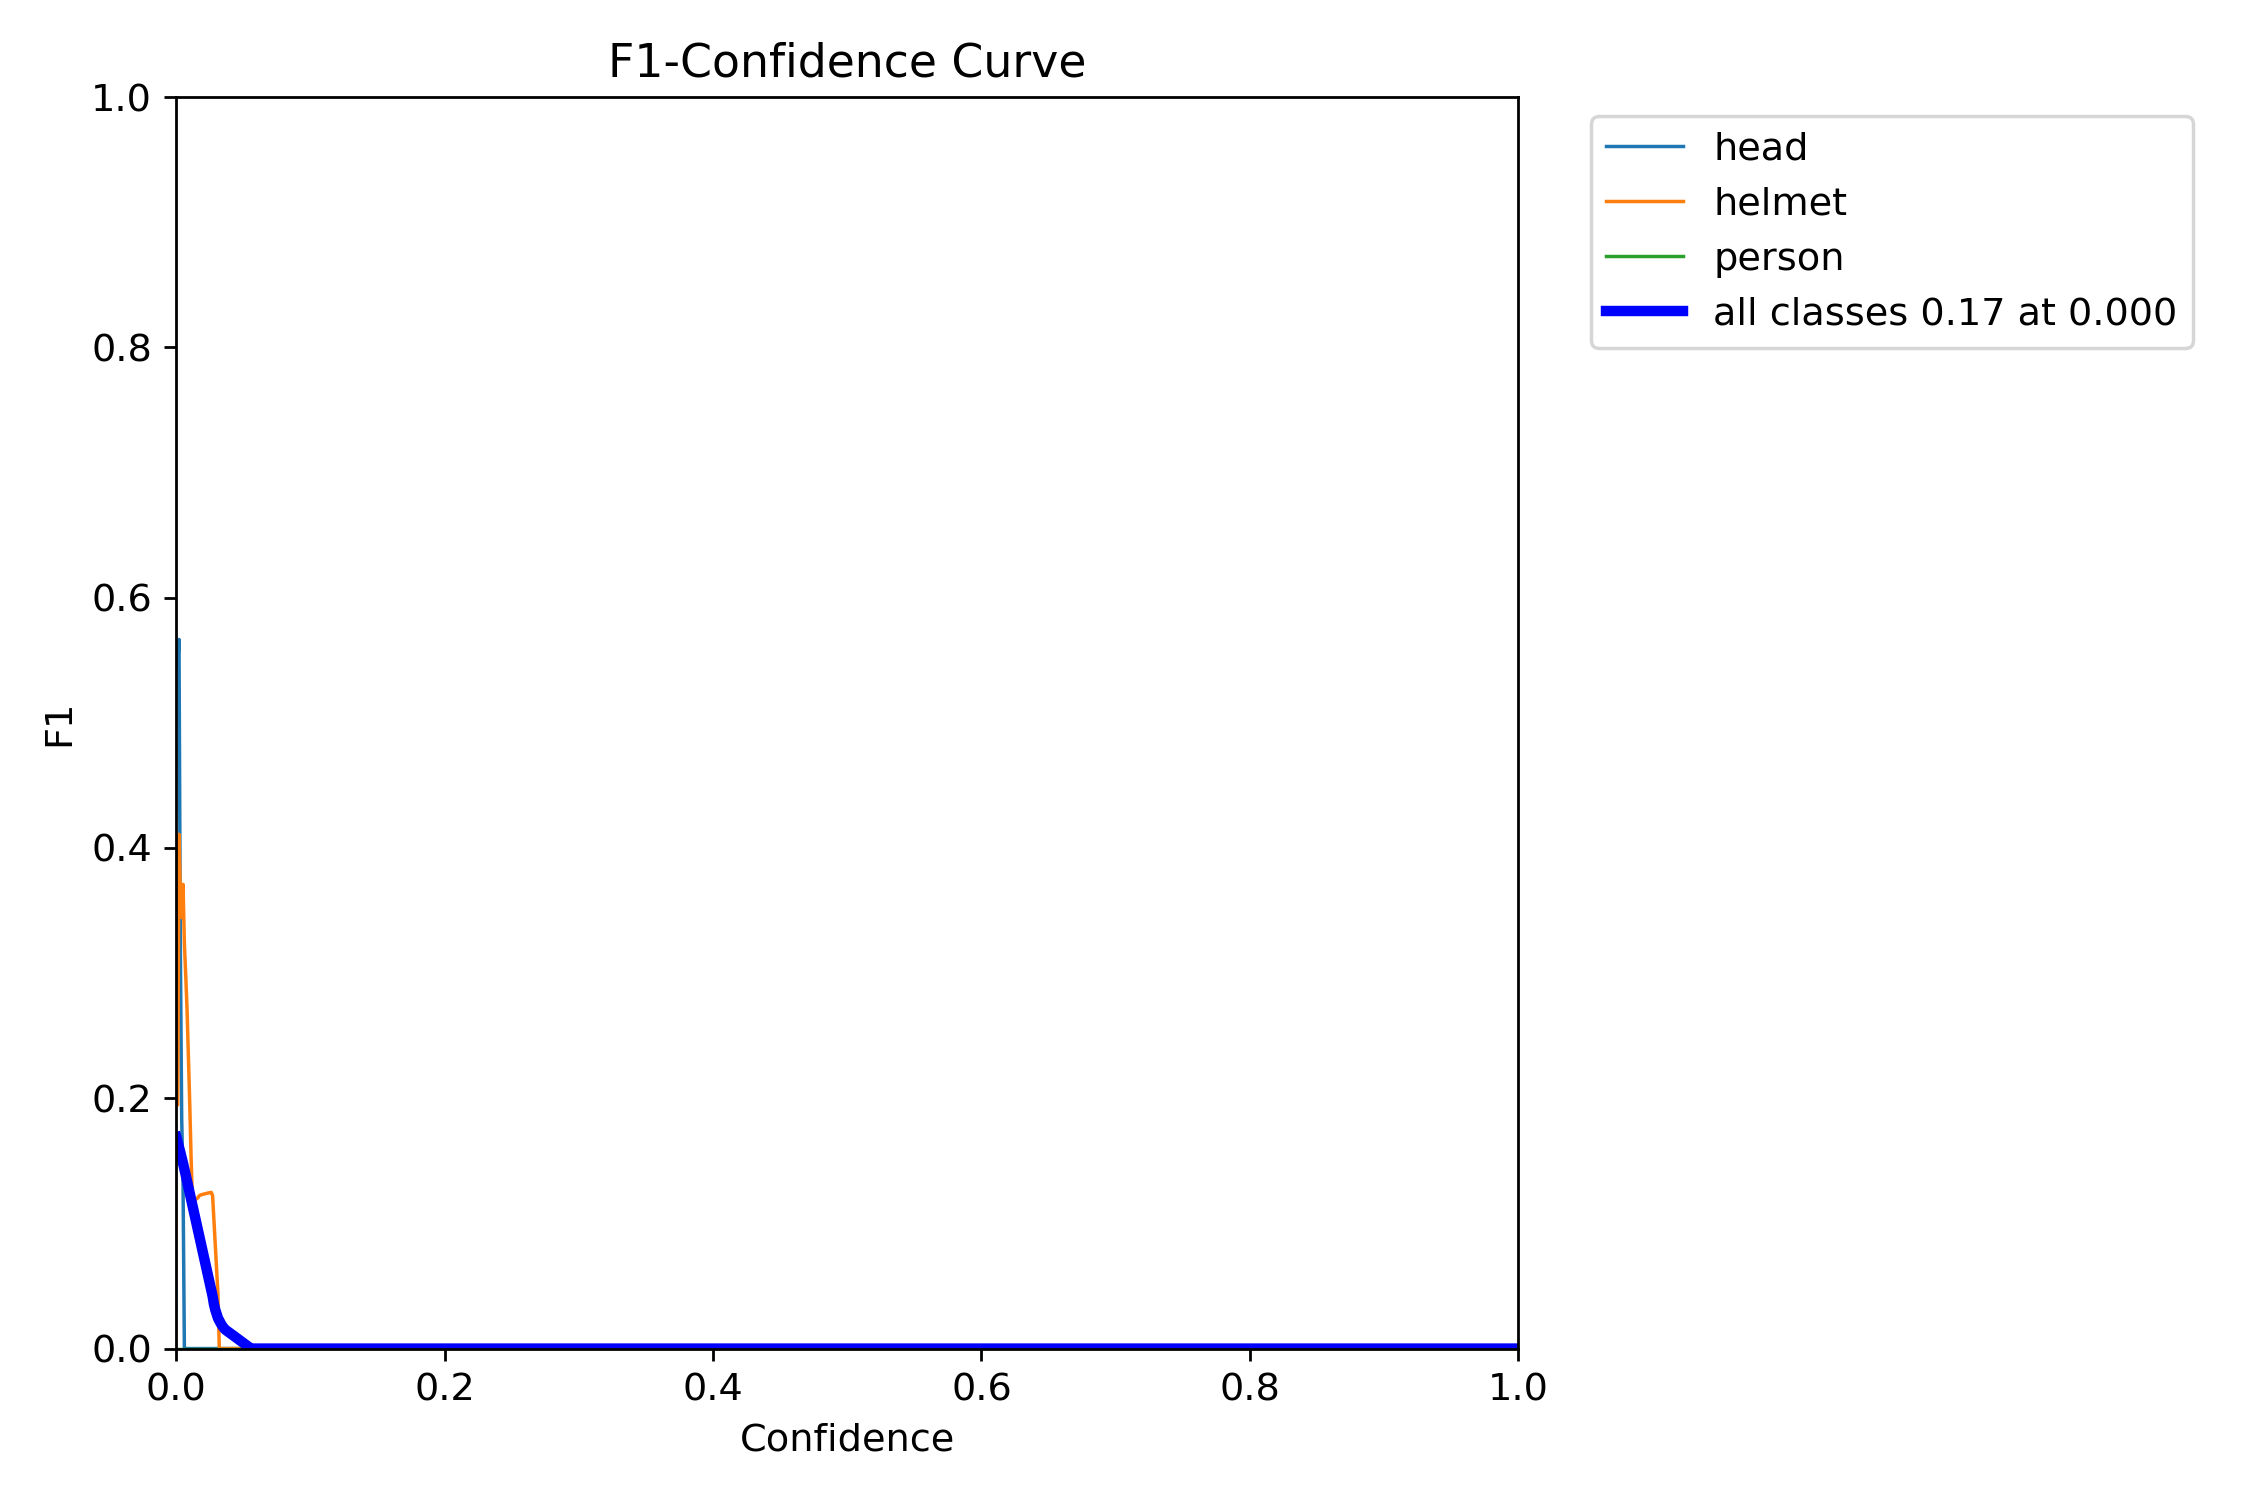 F1-Confidence Curve
1.0
0.8
0.6
0.4
0.2
0.0
F1
0.0 0.2 0.4 0.6 0.8 1.0
Confidence
head
helmet
person
all classes 0.17 at 0.000